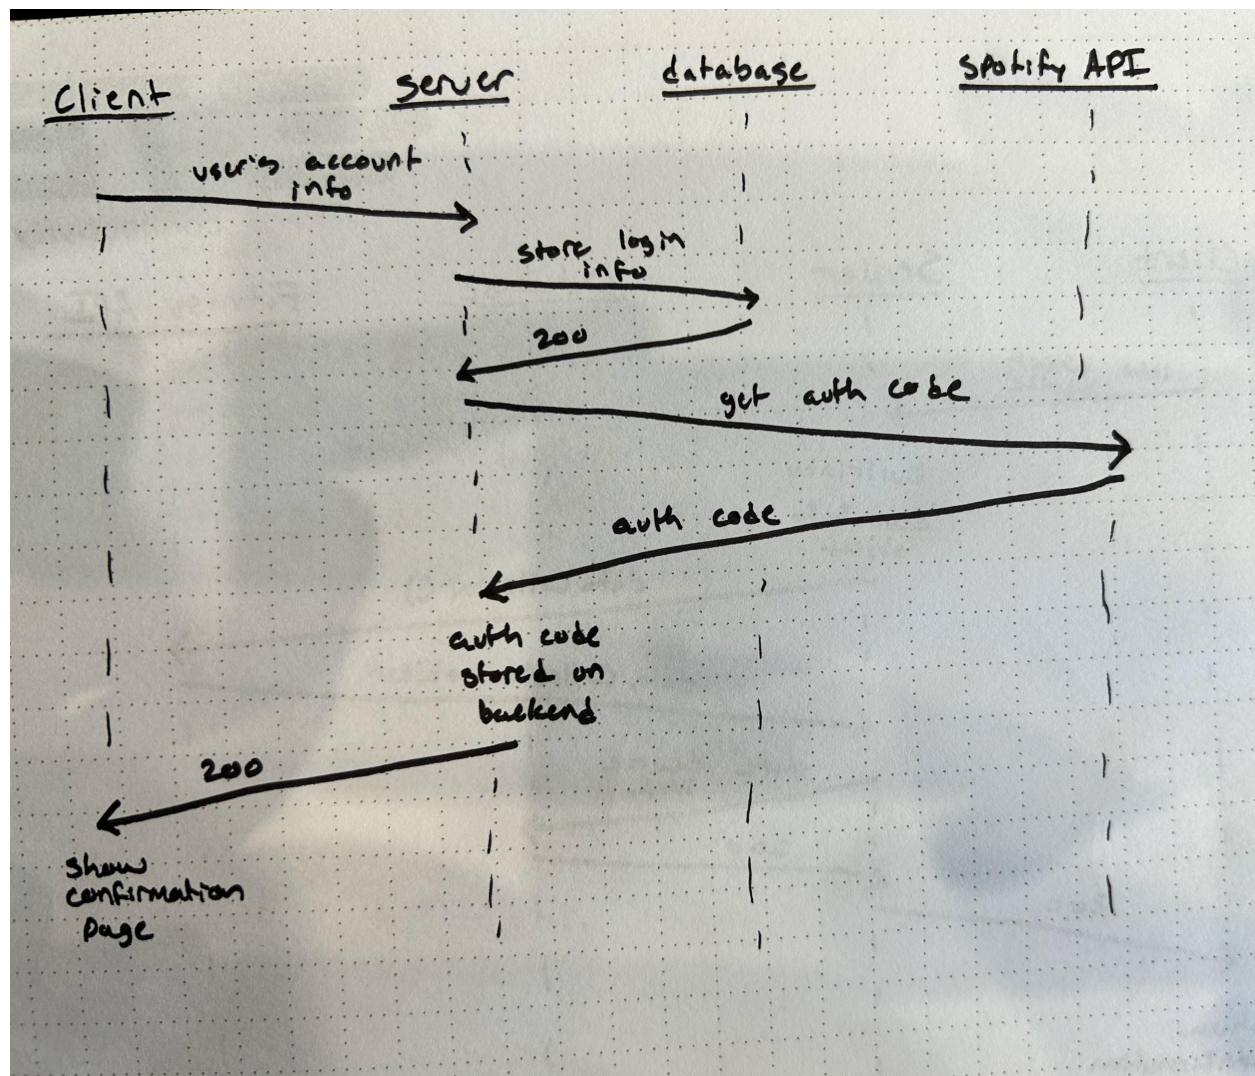 Client
server
database
Spotify API
user's account
info
store login
info
200
get auth code
auth code
auth code
stored on
backend
200
show
confirmation
page